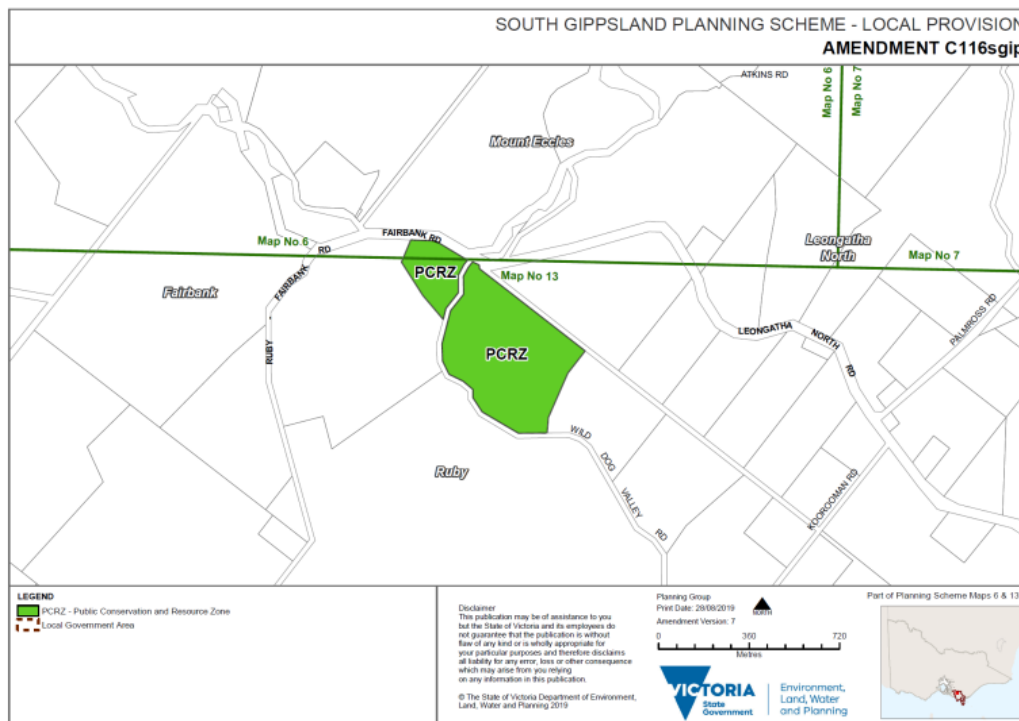 SOUTH GIPPSLAND PLANNING SCHEME - LOCAL PROVISION
AMENDMENT C116sgip
ATKINS RD
Map No 6
Map No 7
Mount Eccles
FAIRBANK RD
Map No 6
RD
Leongatha
North
Map No 7
PCRZ
Map No 13
FAIRBANK
Fairbank
PALMROSS RD
LEONGATHA
NORTH
RD
RUBY
PCRZ
WILD
DOG
VALLEY
RD
Ruby
KOOROOMAN RD
LEGEND
PCRZ - Public Conservation and Resource Zone
Local Government Area
Disclaimer
This publication may be of assistance to you
but the State of Victoria and its employees do
not guarantee that the publication is without
flaw of any kind or is wholly appropriate for
your particular purposes and therefore disclaims
all liability for any error, loss or other consequence
which may arise from you relying
on any information in this publication.
© The State of Victoria Department of Environment,
Land, Water and Planning 2019
Planning Group
Print Date: 28/08/2019
Amendment Version: 7
NORTH
0 360 720
Metres
VICTORIA
State
Government
Environment,
Land, Water
and Planning
Part of Planning Scheme Maps 6 & 13